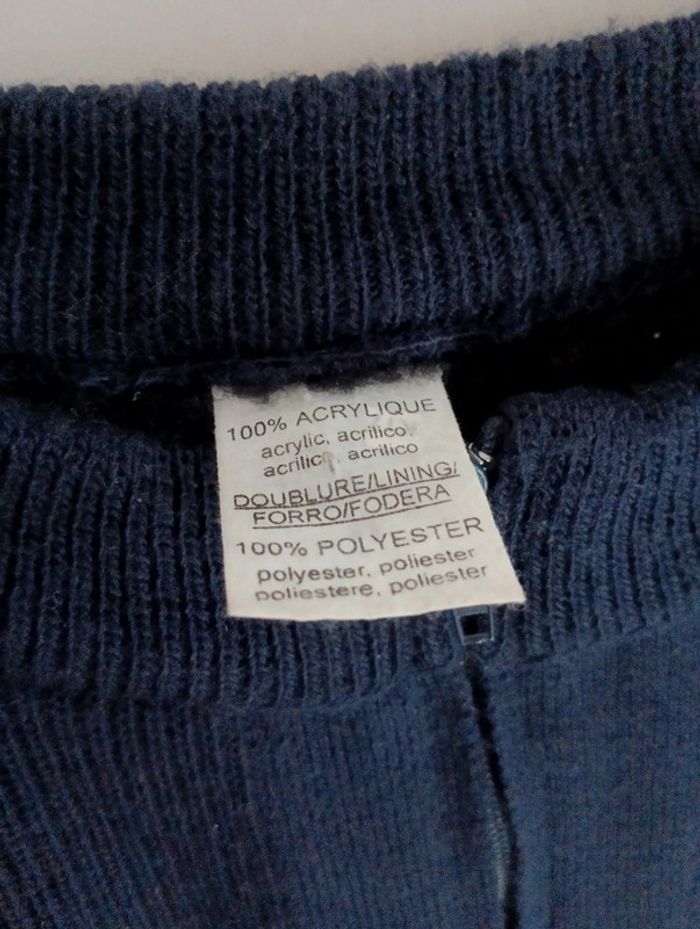 100% ACRYLIQUE
acrylic, acrilico,
acrilico, acrilico
DOUBLURE/LINING/
FORRO/FODERA
100% POLYESTER
polyester, poliester
poliestere, poliester